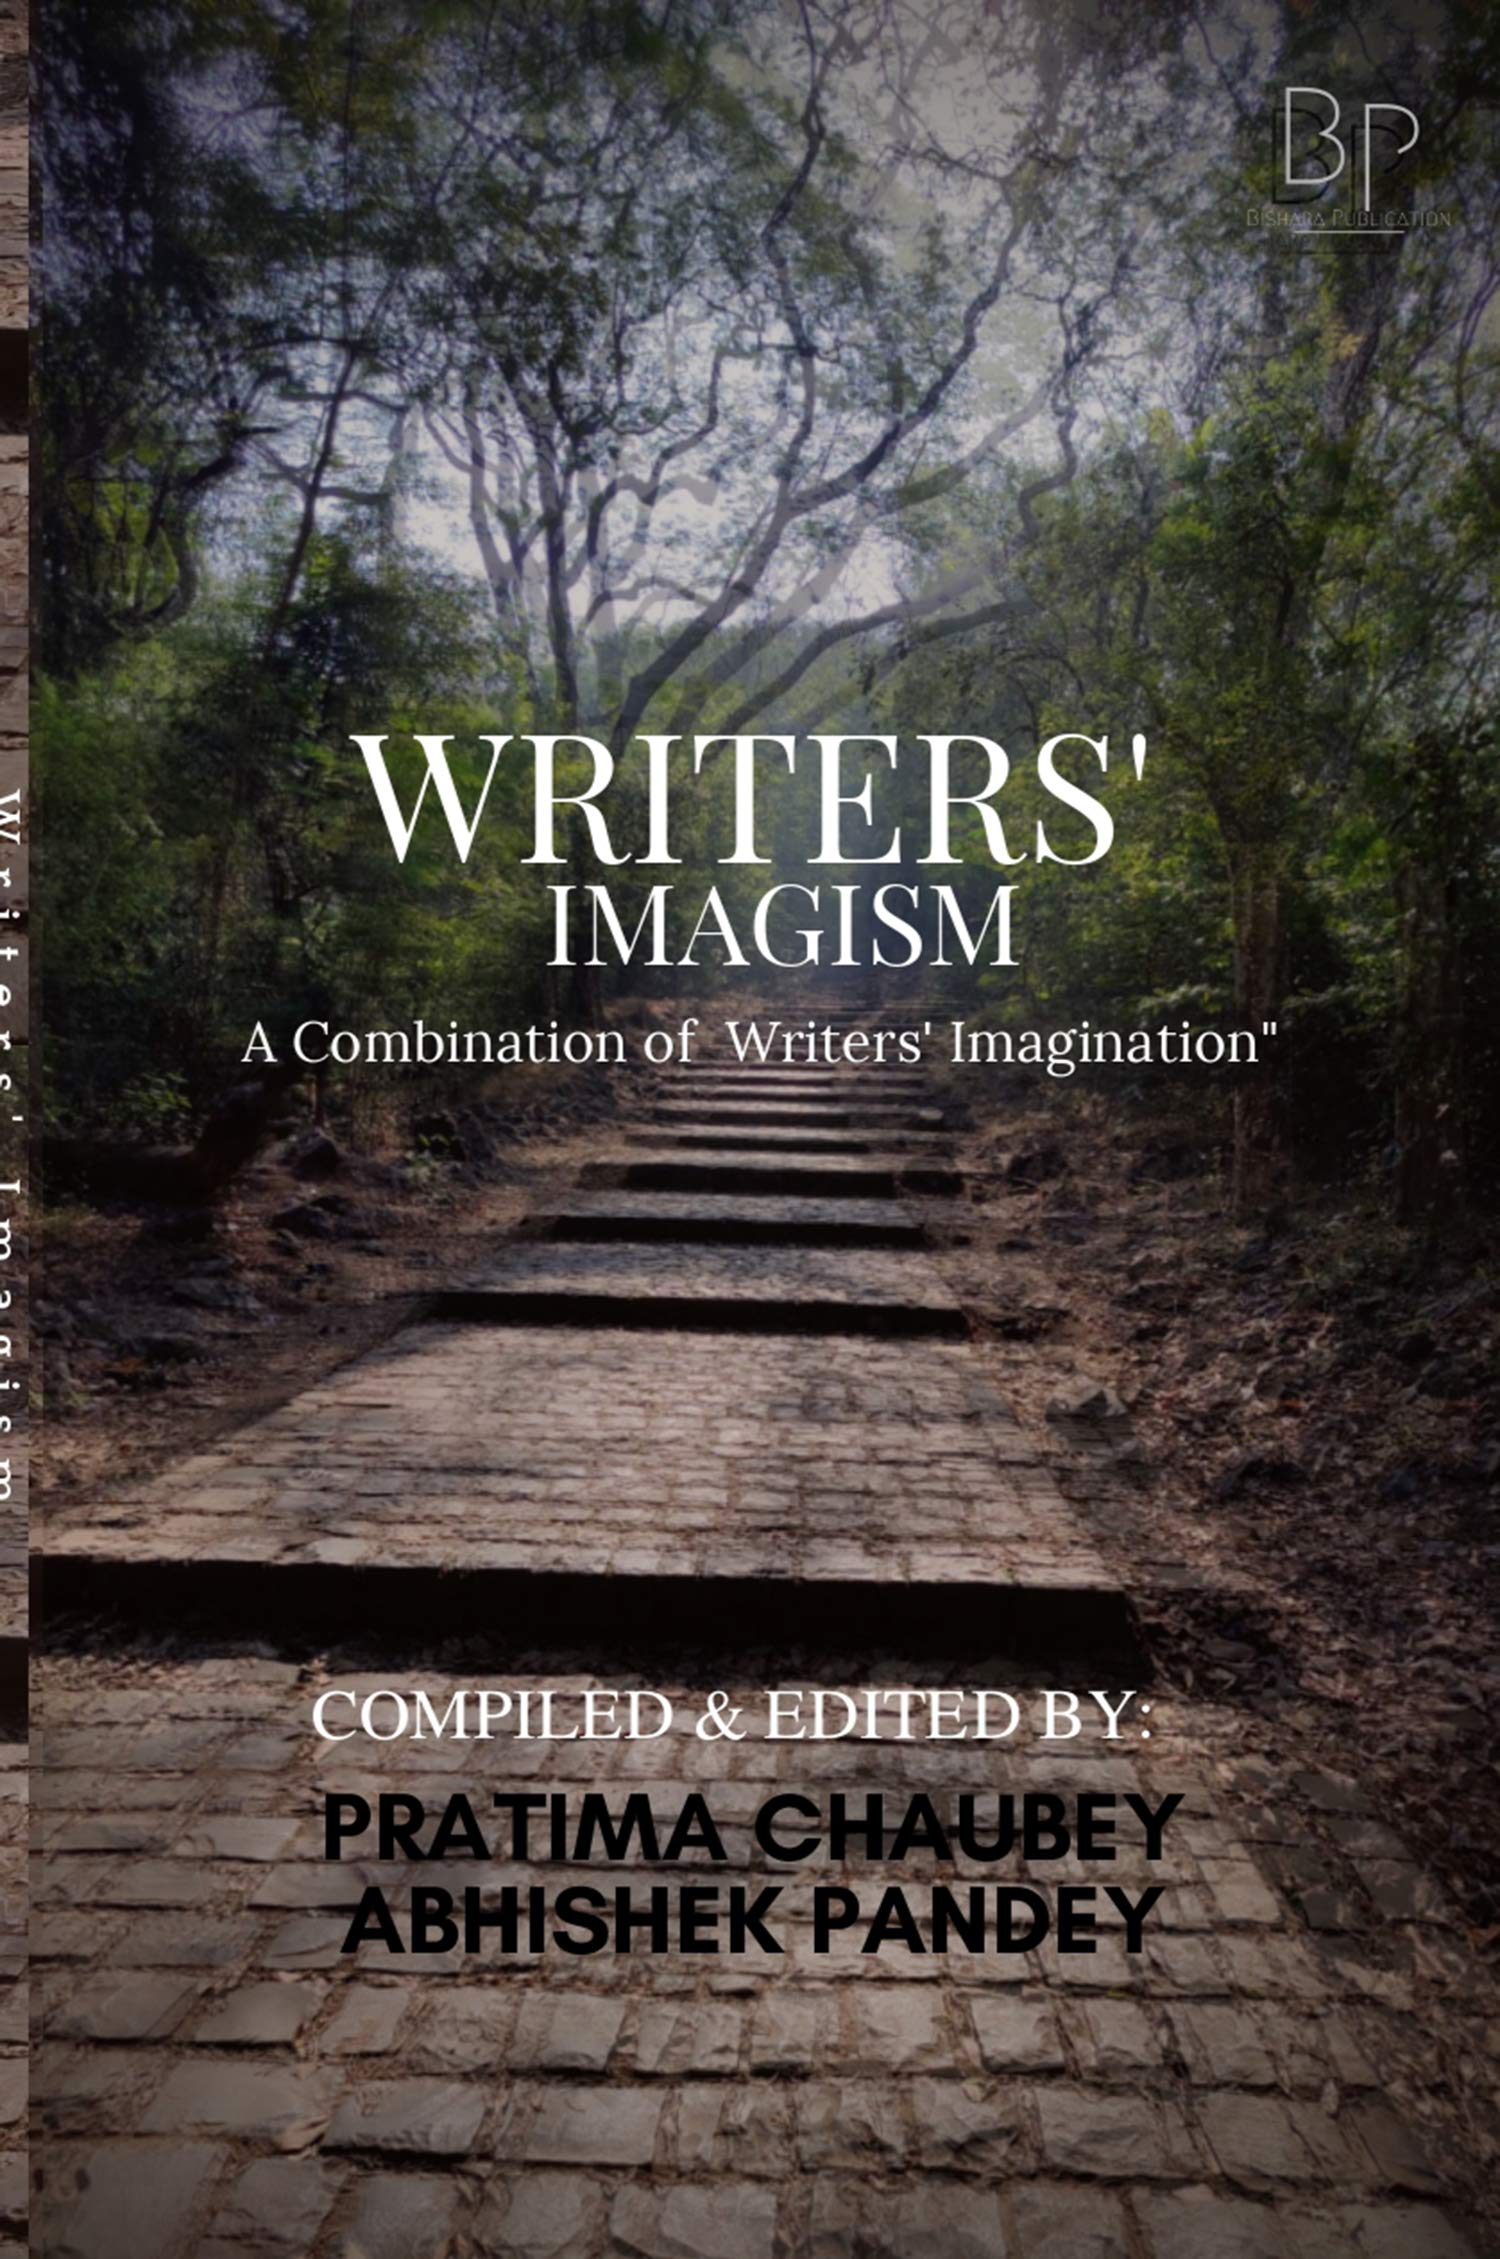 BP
BISHARA PUBLICATION
WRITERS'
IMAGISM
A Combination of Writers' Imagination"
COMPILED & EDITED BY:
PRATIMA CHAUBEY
ABHISHEK PANDEY
Writers' Imagism